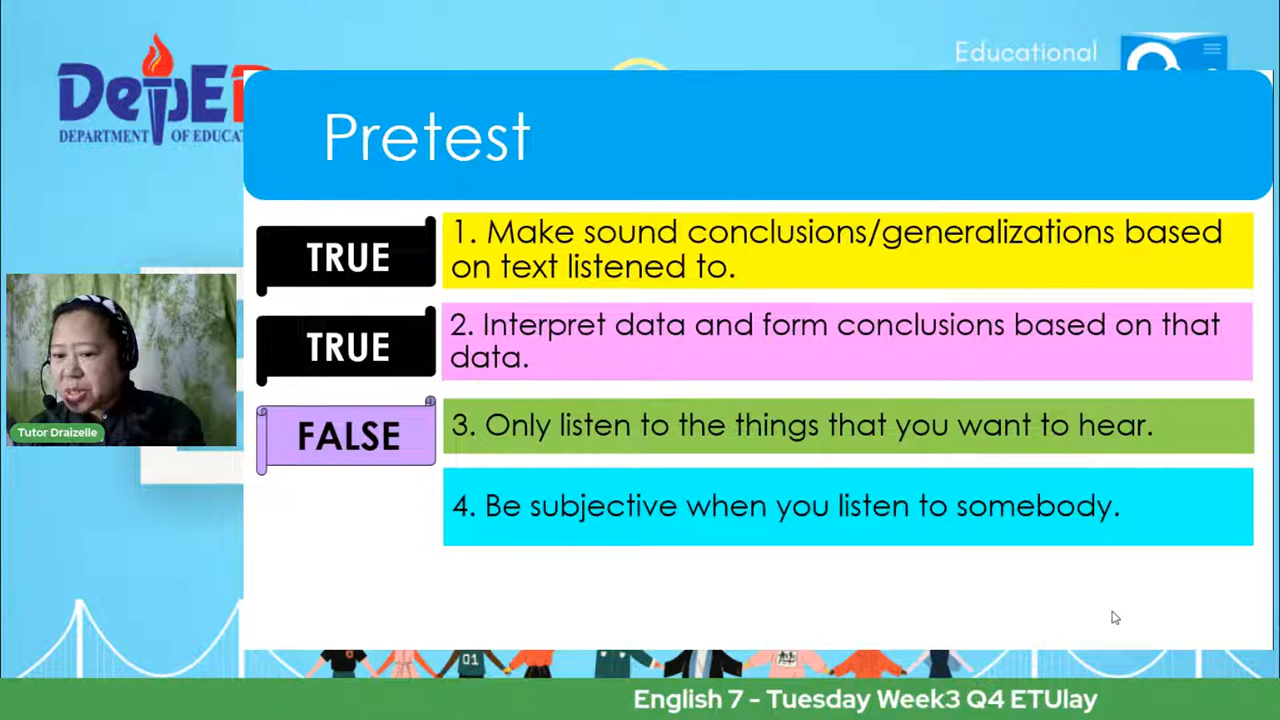 DepE
DEPARTMENT OF
Educational
Pretest
TRUE
1. Make sound conclusions/generalizations based
on text listened to.
TRUE
2. Interpret data and form conclusions based on that
data.
FALSE
3. Only listen to the things that you want to hear.
4. Be subjective when you listen to somebody.
Tutor Draizelle
01
English 7 - Tuesday Week3 Q4 ETUlay